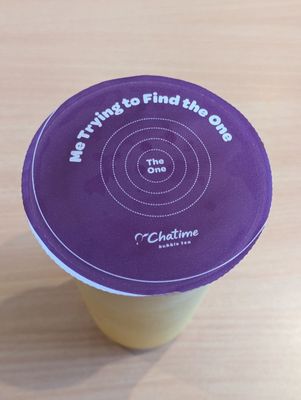 Me Trying to Find the One
The
One
Chatime
bubble tea